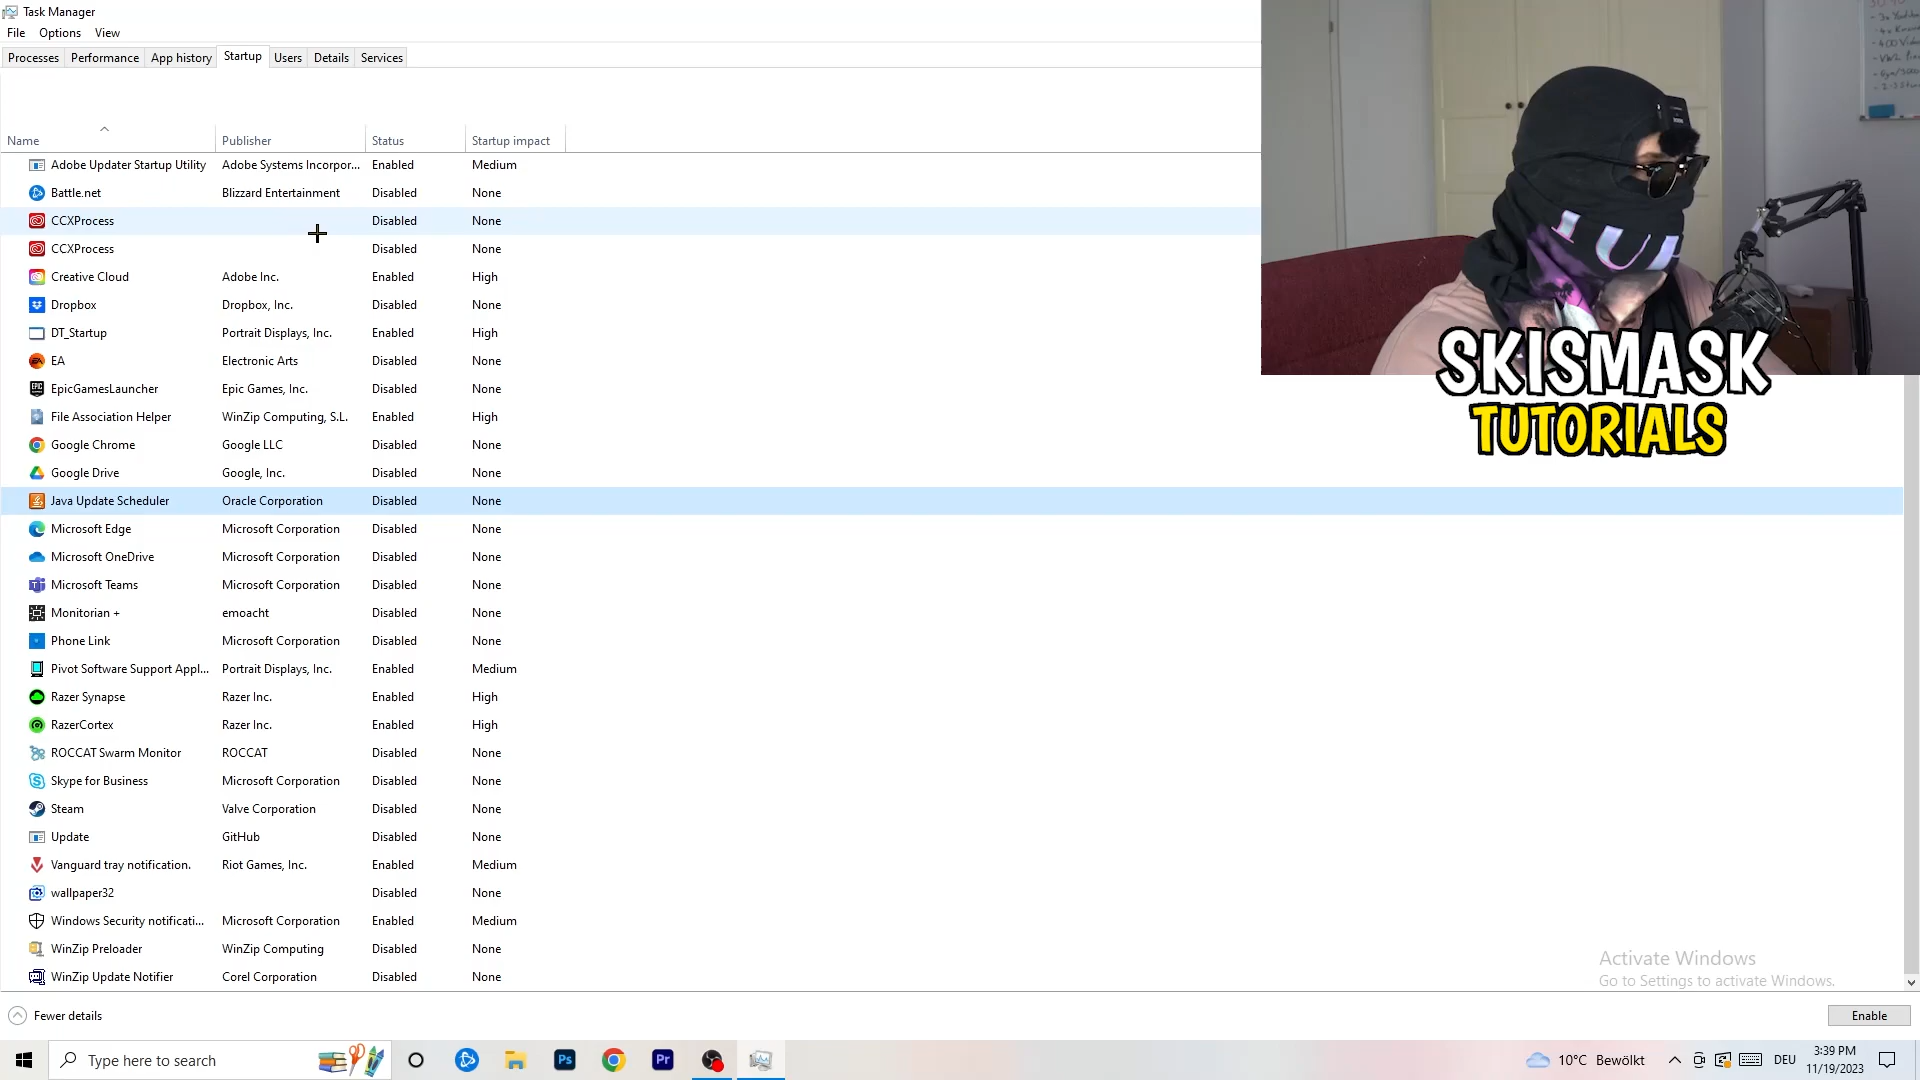 Task Manager
File Options View
Processes Performance App history Startup Users Details Services
Name Publisher Status Startup impact
Adobe Updater Startup Utility Adobe Systems Incorpor... Enabled Medium
Battle.net Blizzard Entertainment Disabled None
CCXProcess Disabled None
CCXProcess Disabled None
Creative Cloud Adobe Inc. Enabled High
Dropbox Dropbox, Inc. Disabled None
DT_Startup Portrait Displays, Inc. Enabled High
EA Electronic Arts Disabled None
EpicGamesLauncher Epic Games, Inc. Disabled None
File Association Helper WinZip Computing, S.L. Enabled High
Google Chrome Google LLC Disabled None
Google Drive Google, Inc. Disabled None
Java Update Scheduler Oracle Corporation Disabled None
Microsoft Edge Microsoft Corporation Disabled None
Microsoft OneDrive Microsoft Corporation Disabled None
Microsoft Teams Microsoft Corporation Disabled None
Monitorian + emoacht Disabled None
Phone Link Microsoft Corporation Disabled None
Pivot Software Support Appl... Portrait Displays, Inc. Enabled Medium
Razer Synapse Razer Inc. Enabled High
RazerCortex Razer Inc. Enabled High
ROCCAT Swarm Monitor ROCCAT Disabled None
Skype for Business Microsoft Corporation Disabled None
Steam Valve Corporation Disabled None
Update GitHub Disabled None
Vanguard tray notification. Riot Games, Inc. Enabled Medium
wallpaper32 Disabled None
Windows Security notificati... Microsoft Corporation Enabled Medium
WinZip Preloader WinZip Computing Disabled None
WinZip Update Notifier Corel Corporation Disabled None
SKISMASK
TUTORIALS
Activate Windows
Go to Settings to activate Windows.
Fewer details
Enable
Type here to search
Ps
Pr
10°C Bewölkt
DEU
3:39 PM
11/19/2023